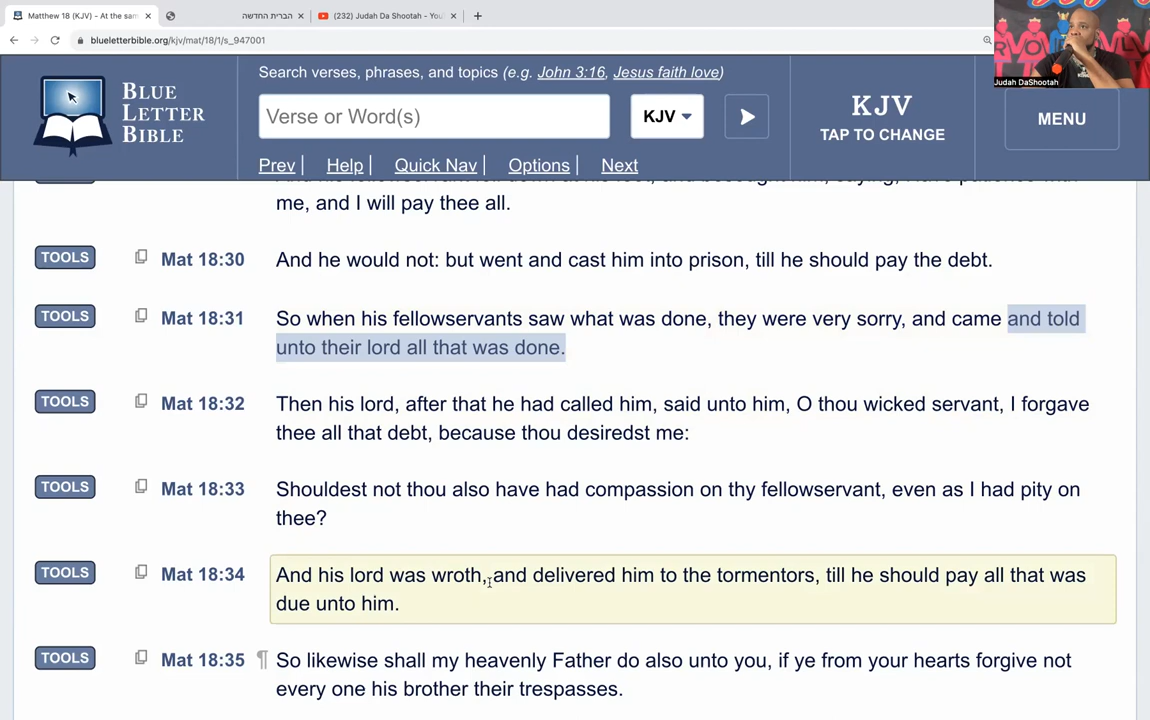 Matthew 18 (KJV) - At the sam
הברית החדשה
(232) Judah Da Shootah - You
blueletterbible.org/kjv/mat/18/1/s_947001
Judah DaShootah
BLUE
LETTER
BIBLE
Search verses, phrases, and topics (e.g. John 3:16, Jesus faith love)
Verse or Word(s)
KJV
KJV
TAP TO CHANGE
MENU
Prev | Help | Quick Nav | Options | Next
me, and I will pay thee all.
TOOLS Mat 18:30 And he would not: but went and cast him into prison, till he should pay the debt.
TOOLS Mat 18:31 So when his fellowservants saw what was done, they were very sorry, and came and told
unto their lord all that was done.
TOOLS Mat 18:32 Then his lord, after that he had called him, said unto him, O thou wicked servant, I forgave
thee all that debt, because thou desiredst me:
TOOLS Mat 18:33 Shouldest not thou also have had compassion on thy fellowservant, even as I had pity on
thee?
TOOLS Mat 18:34 And his lord was wroth, and delivered him to the tormentors, till he should pay all that was
due unto him.
TOOLS Mat 18:35 ¶ So likewise shall my heavenly Father do also unto you, if ye from your hearts forgive not
every one his brother their trespasses.